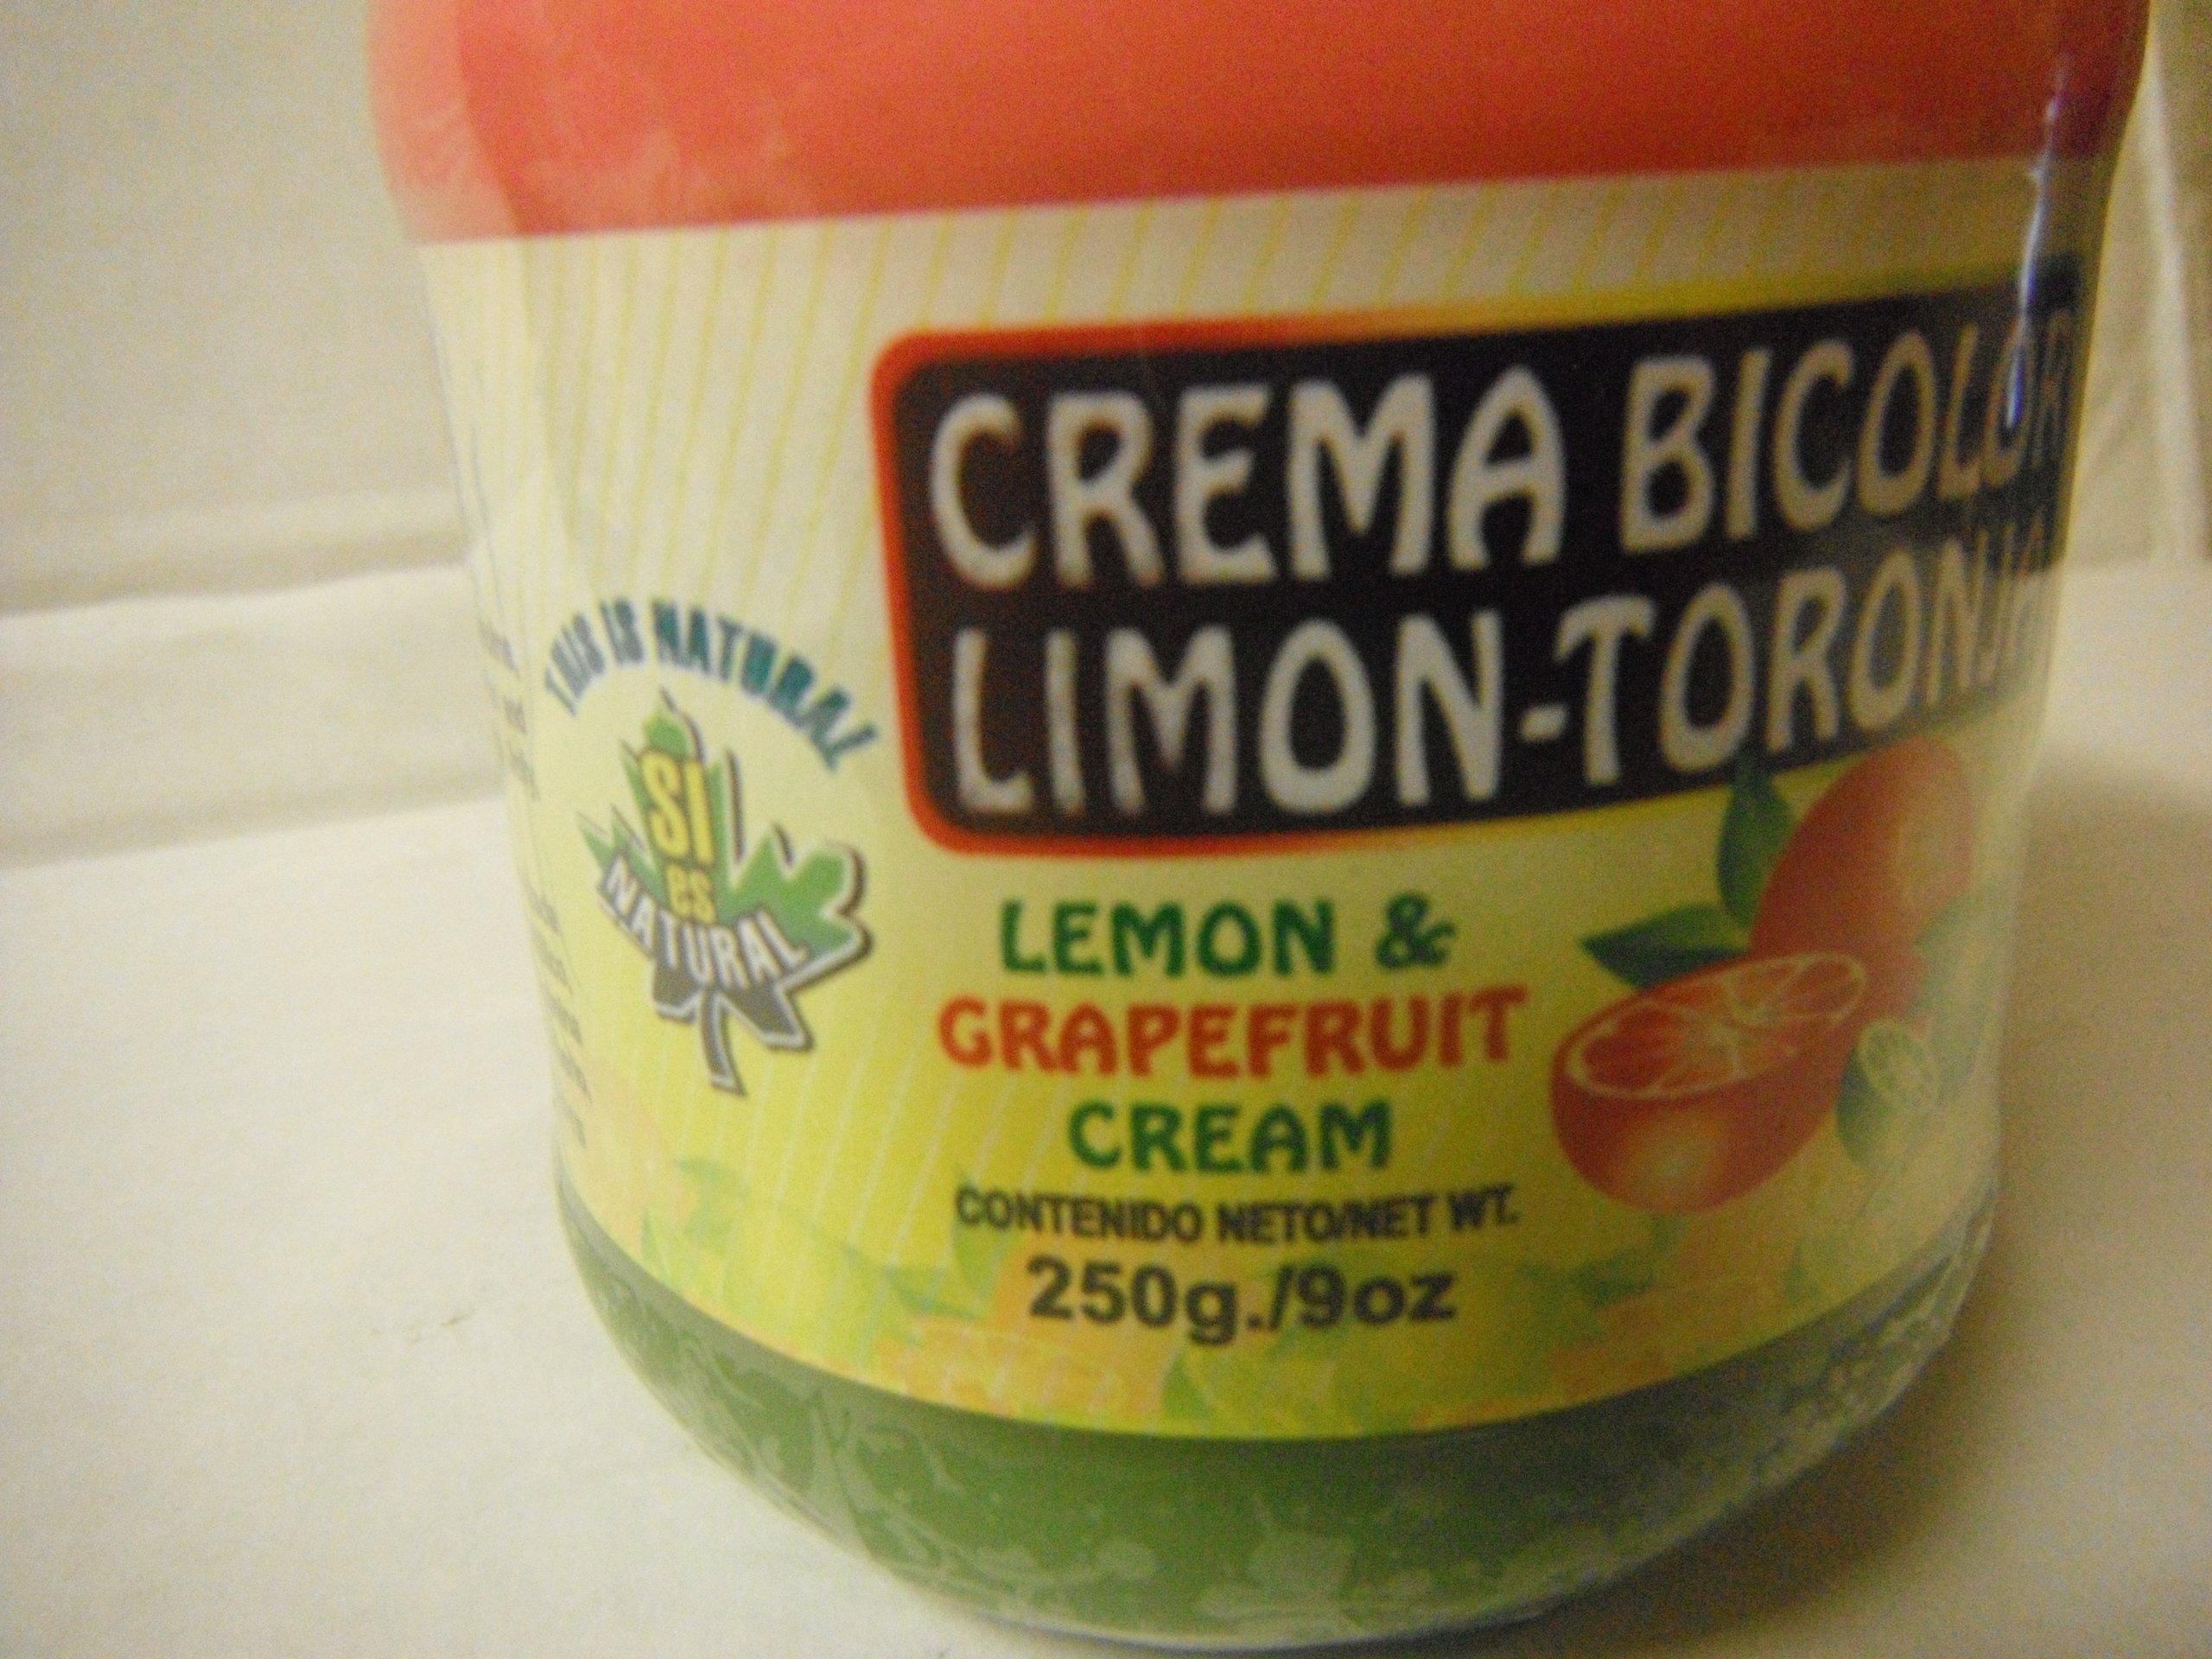 CREMA BICOLOR
LIMON-TORONJA
THIS IS NATURAL
SI
es
NATURAL
LEMON &
GRAPEFRUIT
CREAM
CONTENIDO NETO/NET WT.
250g./9oz